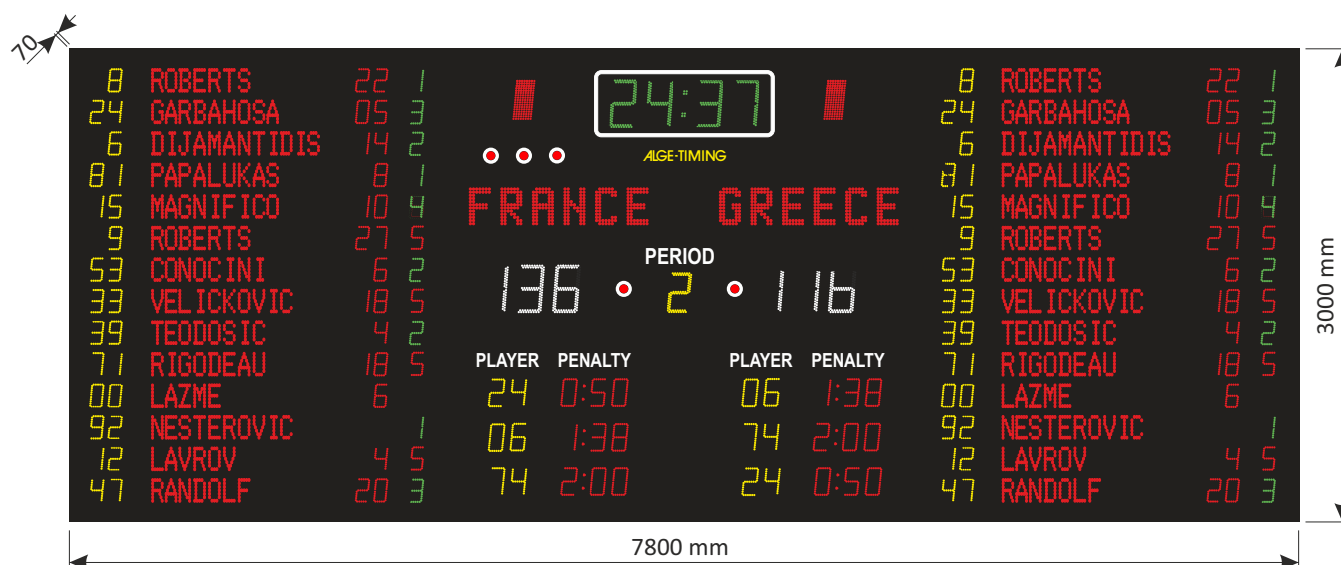 70
8 ROBERTS 22 1
24 GARBAHOSA 05 3
6 DIJAMANTIDIS 14 2
81 PAPALUKAS 8 1
15 MAGNIFICO 10 4
9 ROBERTS 27 5
53 CONOCINI 6 2
33 VELICKOVIC 18 5
39 TEODOSIC 4 2
71 RIGODEAU 18 5
00 LAZME 6
92 NESTEROVIC 1
12 LAVROV 4 5
47 RANDOLF 20 3
24:37
ALGE-TIMING
FRANCE GREECE
PERIOD
136 2 116
PLAYER PENALTY PLAYER PENALTY
24 0:50 06 1:38
06 1:38 74 2:00
74 2:00 24 0:50
8 ROBERTS 22 1
24 GARBAHOSA 05 3
6 DIJAMANTIDIS 14 2
81 PAPALUKAS 8 1
15 MAGNIFICO 10 4
9 ROBERTS 27 5
53 CONOCINI 6 2
33 VELICKOVIC 18 5
39 TEODOSIC 4 2
71 RIGODEAU 18 5
00 LAZME 6
92 NESTEROVIC 1
12 LAVROV 4 5
47 RANDOLF 20 3
3000 mm
7800 mm